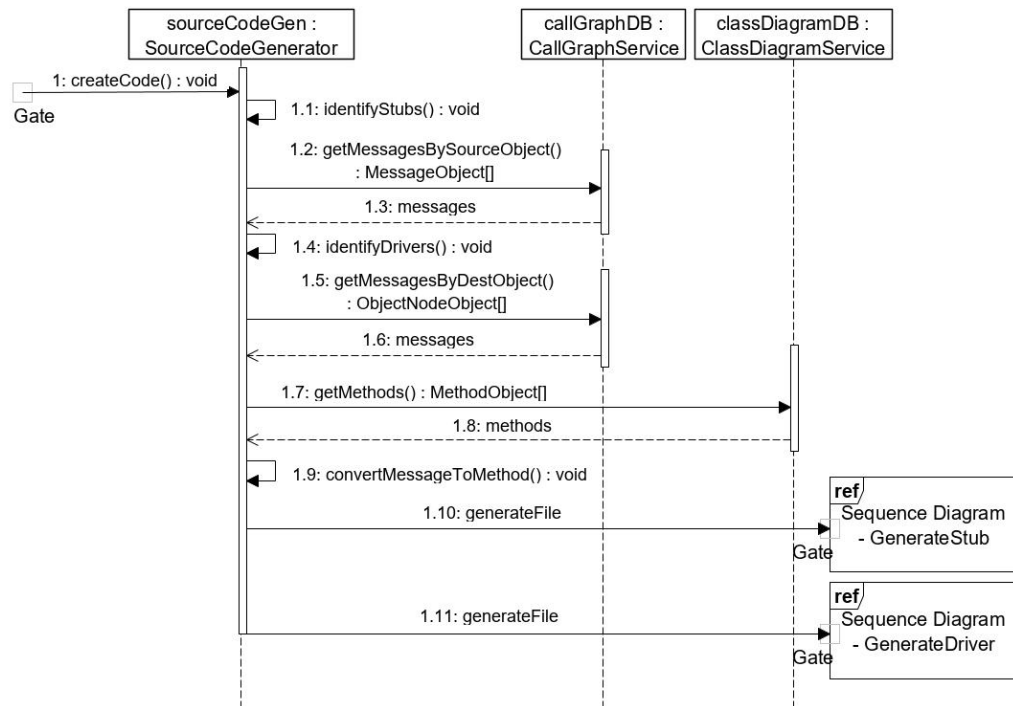 sourceCodeGen :
SourceCodeGenerator
callGraphDB :
CallGraphService
classDiagramDB :
ClassDiagramService
1: createCode() : void
Gate
1.1: identifyStubs() : void
1.2: getMessagesBySourceObject()
: MessageObject[]
1.3: messages
1.4: identifyDrivers() : void
1.5: getMessagesByDestObject()
: ObjectNodeObject[]
1.6: messages
1.7: getMethods() : MethodObject[]
1.8: methods
1.9: convertMessageToMethod() : void
ref
1.10: generateFile
Sequence Diagram
- GenerateStub
Gate
ref
1.11: generateFile
Sequence Diagram
- GenerateDriver
Gate